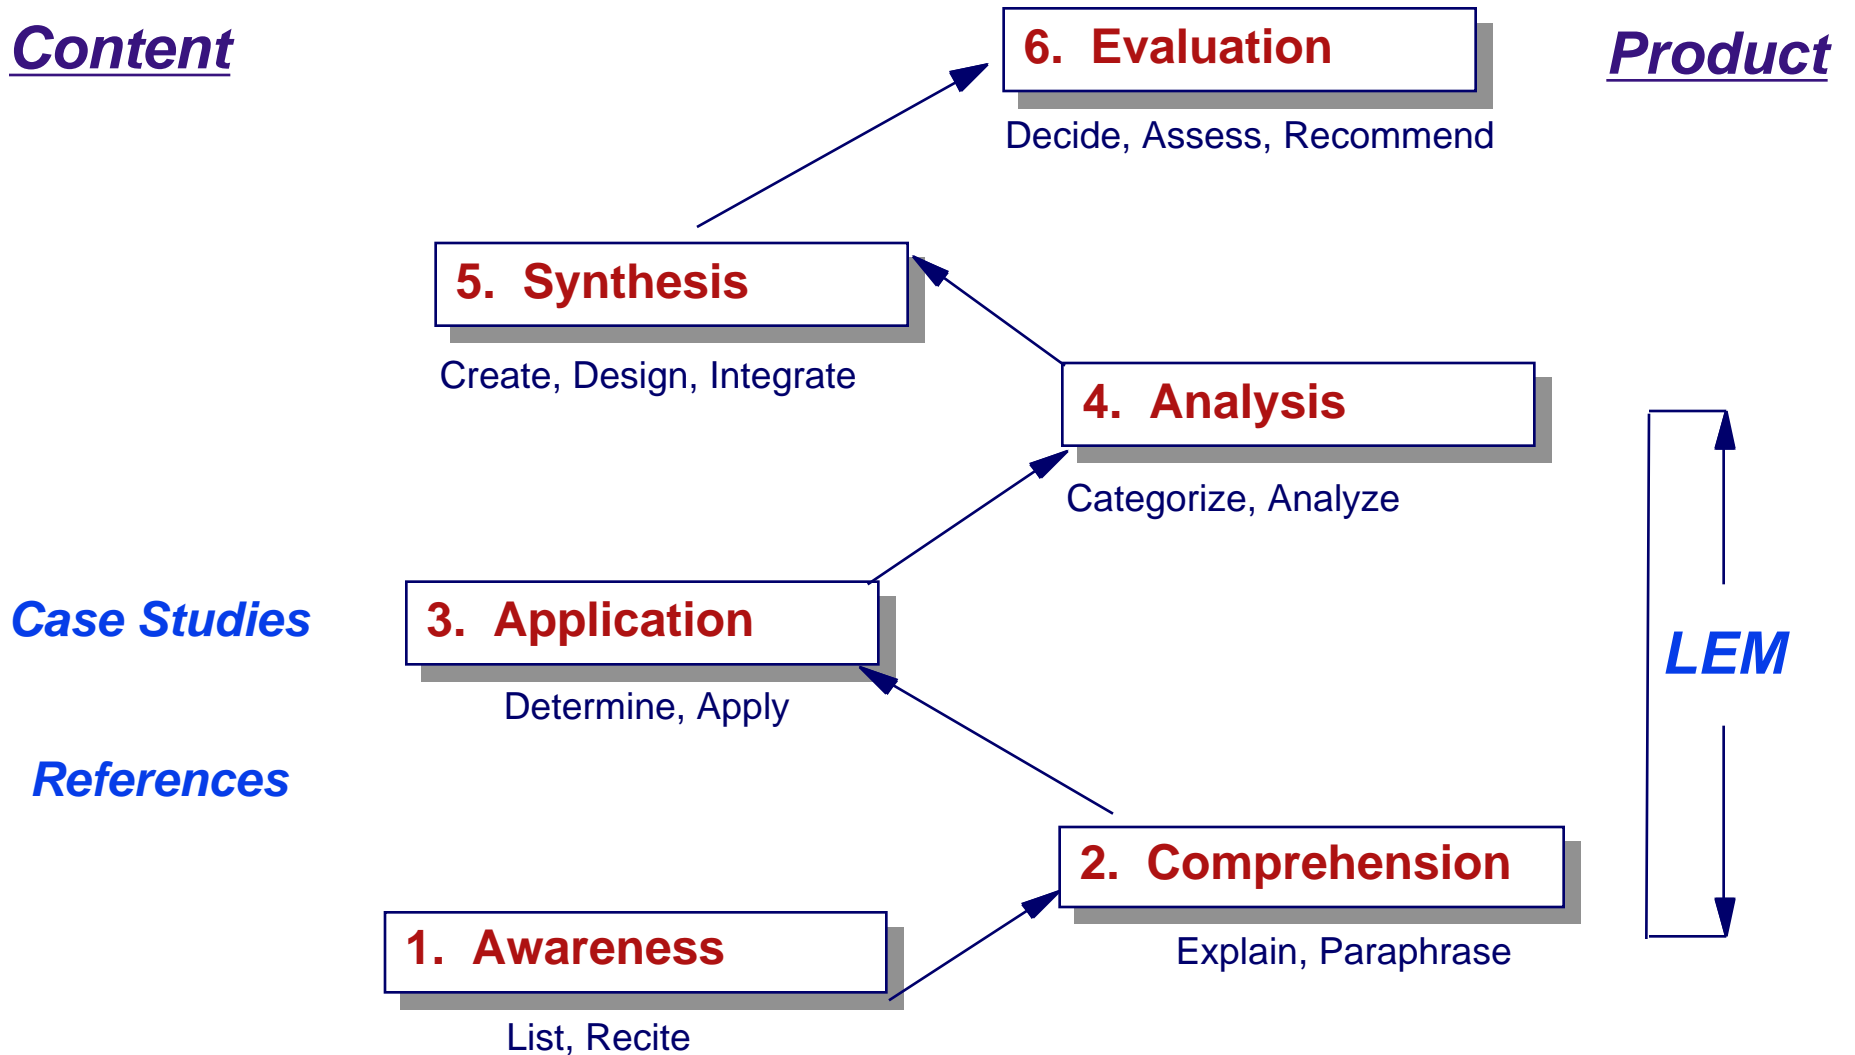 Content
6. Evaluation
Product
Decide, Assess, Recommend
5. Synthesis
Create, Design, Integrate
4. Analysis
Categorize, Analyze
Case Studies
3. Application
LEM
Determine, Apply
References
2. Comprehension
1. Awareness
Explain, Paraphrase
List, Recite